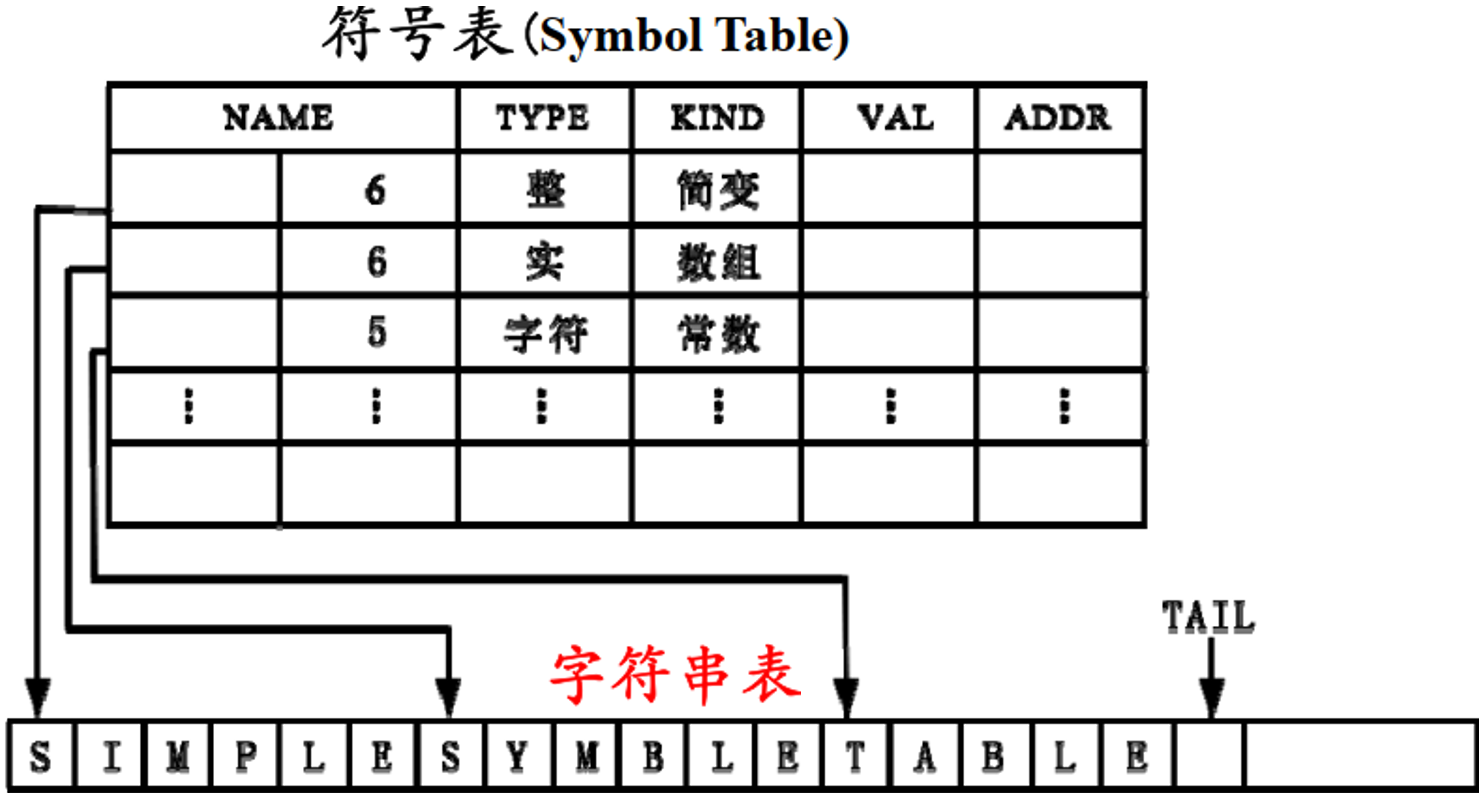 符号表(Symbol Table)
NAME TYPE KIND VAL ADDR
6 整 简变
6 实 数组
5 字符 常数
⋮ ⋮ ⋮ ⋮ ⋮ ⋮
TAIL
字符串表
S I M P L E S Y M B L E T A B L E